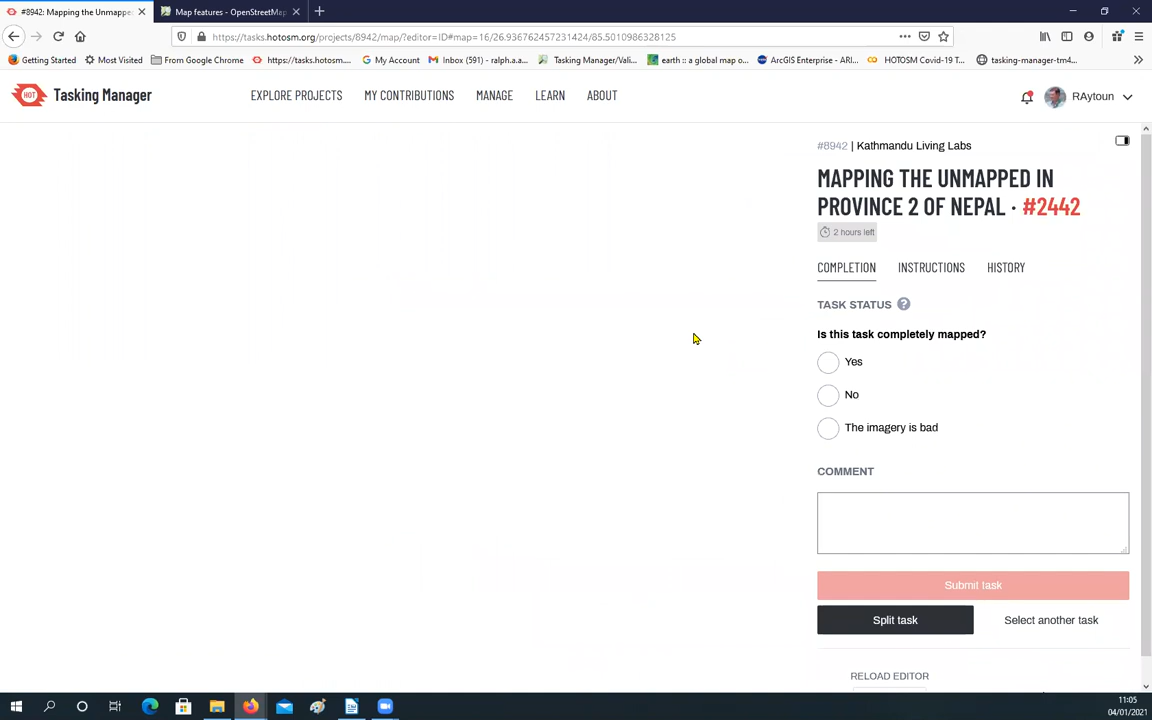 #8942: Mapping the Unmappe
Map features - OpenStreetMap
https://tasks.hotosm.org/projects/8942/map/?editor=ID#map=16/26.936762457231424/85.5010986328125
Getting Started
Most Visited
From Google Chrome
https://tasks.hotosm....
My Account
Inbox (591) - ralph.a.a...
Tasking Manager/Vali...
earth :: a global map o...
ArcGIS Enterprise - ARI...
HOTOSM Covid-19 T...
tasking-manager-tm4...
HOT
Tasking Manager
EXPLORE PROJECTS
MY CONTRIBUTIONS
MANAGE
LEARN
ABOUT
RAytoun
#8942 | Kathmandu Living Labs
MAPPING THE UNMAPPED IN
PROVINCE 2 OF NEPAL · #2442
2 hours left
COMPLETION
INSTRUCTIONS
HISTORY
TASK STATUS ?
Is this task completely mapped?
Yes
No
The imagery is bad
COMMENT
Submit task
Split task
Select another task
RELOAD EDITOR
11:05
04/01/2021